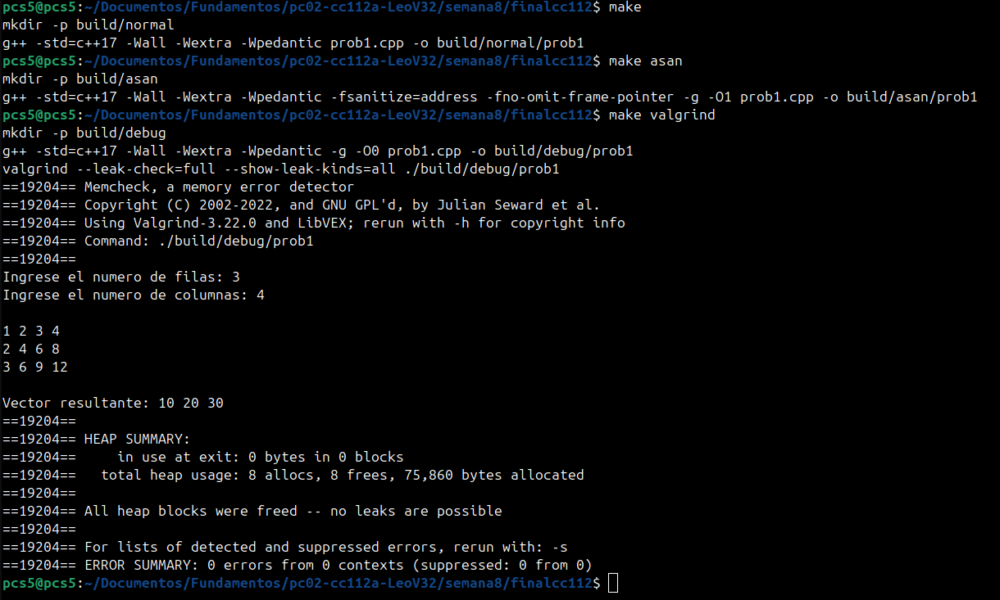 pcs5@pcs5:~/Documentos/Fundamentos/pc02-cc112a-LeoV32/semana8/finalcc112$ make
mkdir -p build/normal
g++ -std=c++17 -Wall -Wextra -Wpedantic prob1.cpp -o build/normal/prob1
pcs5@pcs5:~/Documentos/Fundamentos/pc02-cc112a-LeoV32/semana8/finalcc112$ make asan
mkdir -p build/asan
g++ -std=c++17 -Wall -Wextra -Wpedantic -fsanitize=address -fno-omit-frame-pointer -g -O1 prob1.cpp -o build/asan/prob1
pcs5@pcs5:~/Documentos/Fundamentos/pc02-cc112a-LeoV32/semana8/finalcc112$ make valgrind
mkdir -p build/debug
g++ -std=c++17 -Wall -Wextra -Wpedantic -g -O0 prob1.cpp -o build/debug/prob1
valgrind --leak-check=full --show-leak-kinds=all ./build/debug/prob1
==19204== Memcheck, a memory error detector
==19204== Copyright (C) 2002-2022, and GNU GPL'd, by Julian Seward et al.
==19204== Using Valgrind-3.22.0 and LibVEX; rerun with -h for copyright info
==19204== Command: ./build/debug/prob1
==19204==
Ingrese el numero de filas: 3
Ingrese el numero de columnas: 4
1 2 3 4
2 4 6 8
3 6 9 12
Vector resultante: 10 20 30
==19204==
==19204== HEAP SUMMARY:
==19204==     in use at exit: 0 bytes in 0 blocks
==19204==   total heap usage: 8 allocs, 8 frees, 75,860 bytes allocated
==19204==
==19204== All heap blocks were freed -- no leaks are possible
==19204==
==19204== For lists of detected and suppressed errors, rerun with: -s
==19204== ERROR SUMMARY: 0 errors from 0 contexts (suppressed: 0 from 0)
pcs5@pcs5:~/Documentos/Fundamentos/pc02-cc112a-LeoV32/semana8/finalcc112$